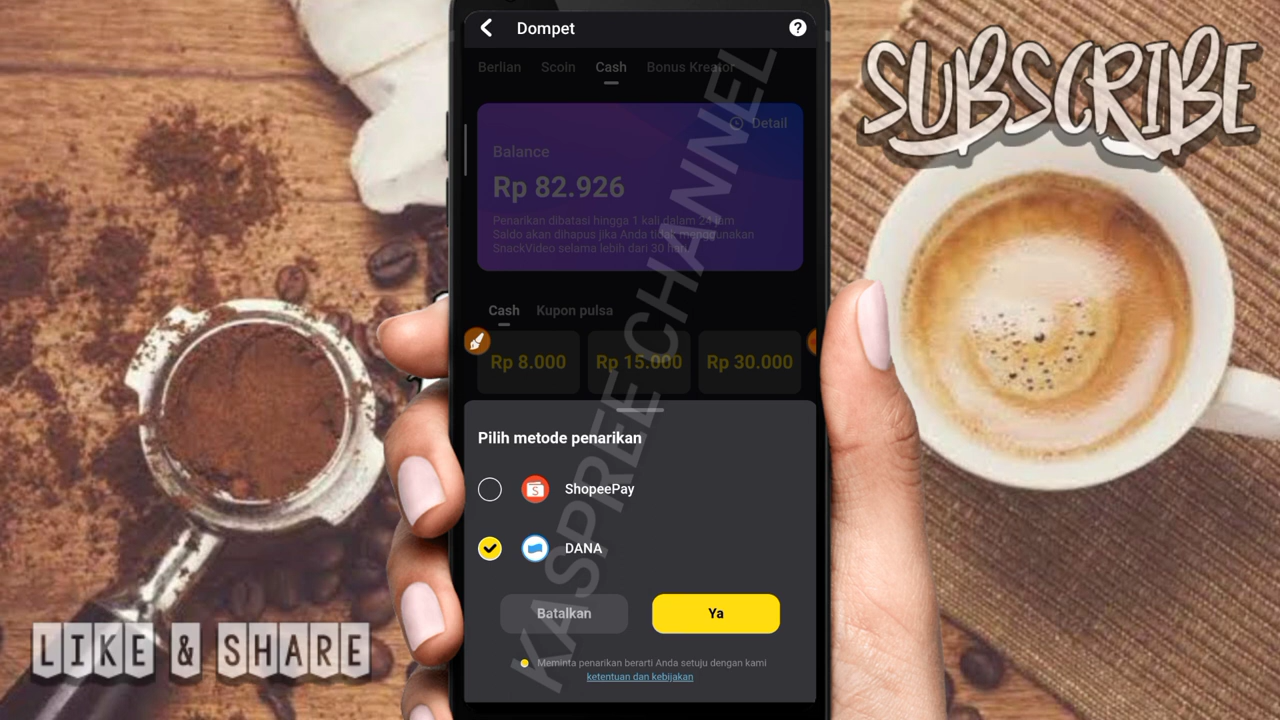 Dompet
?
Berlian Scoin Cash Bonus Kreator
Detail
Balance
Rp 82.926
Penarikan dibatasi hingga 1 kali dalam 24 jam
Saldo akan dihapus jika Anda tidak menggunakan
SnackVideo selama lebih dari 30 hari
Cash Kupon pulsa
Rp 8.000 Rp 15.000 Rp 30.000
Pilih metode penarikan
S ShopeePay
DANA
Batalkan Ya
Meminta penarikan berarti Anda setuju dengan kami
ketentuan dan kebijakan
KASPREE CHANNEL
SUBSCRIBE
LIKE & SHARE